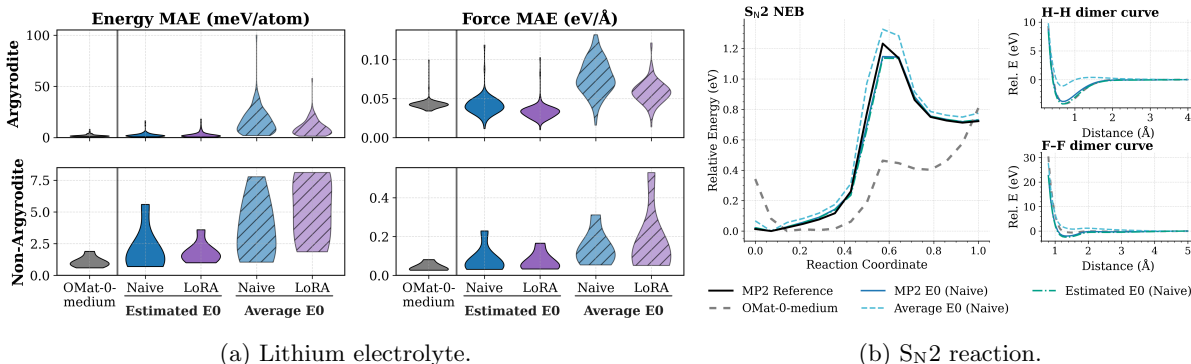 Energy MAE (meV/atom)
Force MAE (eV/Å)
Argyrodite
100
50
0
0.10
0.05
0.00
Non-Argyrodite
7.5
5.0
2.5
0.0
0.4
0.2
0.0
OMat-0-
medium
Naive
LoRA
Naive
LoRA
Estimated E0
Average E0
OMat-0-
medium
Naive
LoRA
Naive
LoRA
Estimated E0
Average E0
(a) Lithium electrolyte.
S_N2 NEB
Relative Energy (eV)
1.2
1.0
0.8
0.6
0.4
0.2
0.0
0.0
0.2
0.4
0.6
0.8
1.0
Reaction Coordinate
H–H dimer curve
Rel. E (eV)
10
5
0
1
2
3
4
Distance (Å)
F–F dimer curve
Rel. E (eV)
30
20
10
0
1
2
3
4
5
Distance (Å)
MP2 Reference
OMat-0-medium
MP2 E0 (Naive)
Average E0 (Naive)
Estimated E0 (Naive)
(b) S_N2 reaction.